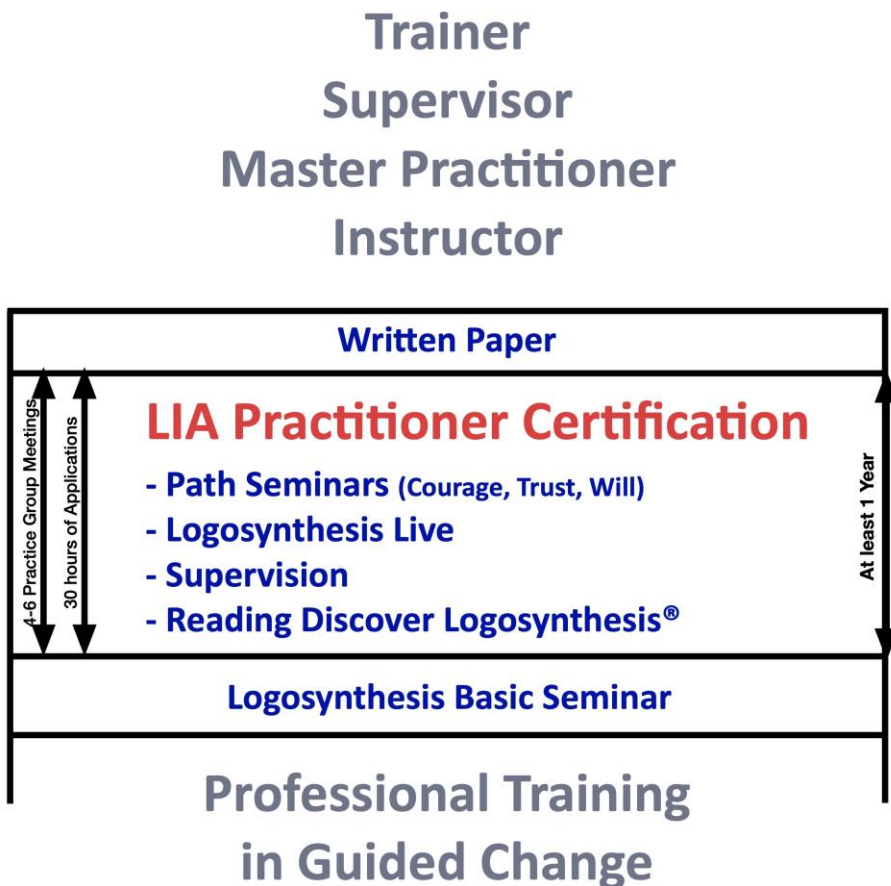 Trainer
Supervisor
Master Practitioner
Instructor
Written Paper
4-6 Practice Group Meetings
30 hours of Applications
LIA Practitioner Certification
- Path Seminars (Courage, Trust, Will)
- Logosynthesis Live
- Supervision
- Reading Discover Logosynthesis®
At least 1 Year
Logosynthesis Basic Seminar
Professional Training
in Guided Change